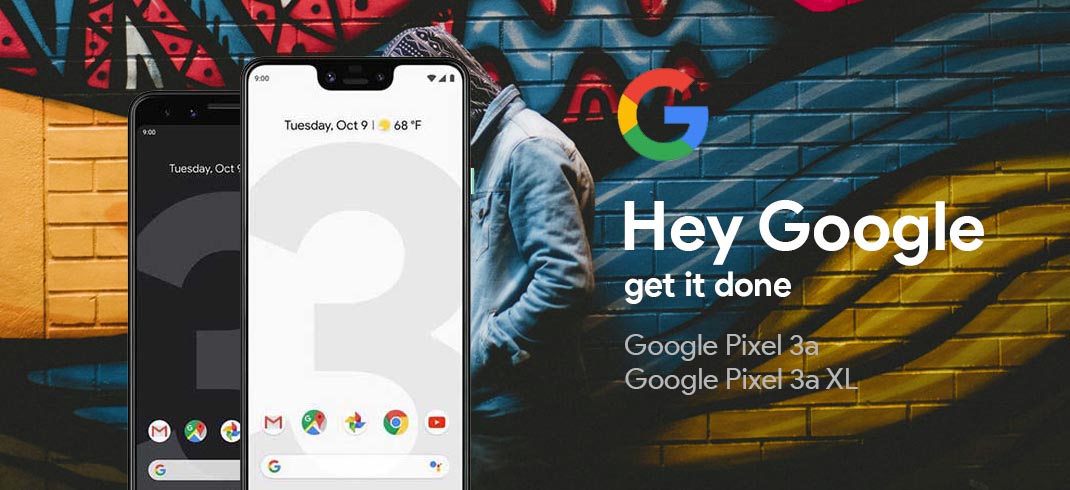 9:00
Tuesday, Oct 9
9:00
Tuesday, Oct 9 | 68 °F
3
Hey Google
get it done
Google Pixel 3a
Google Pixel 3a XL